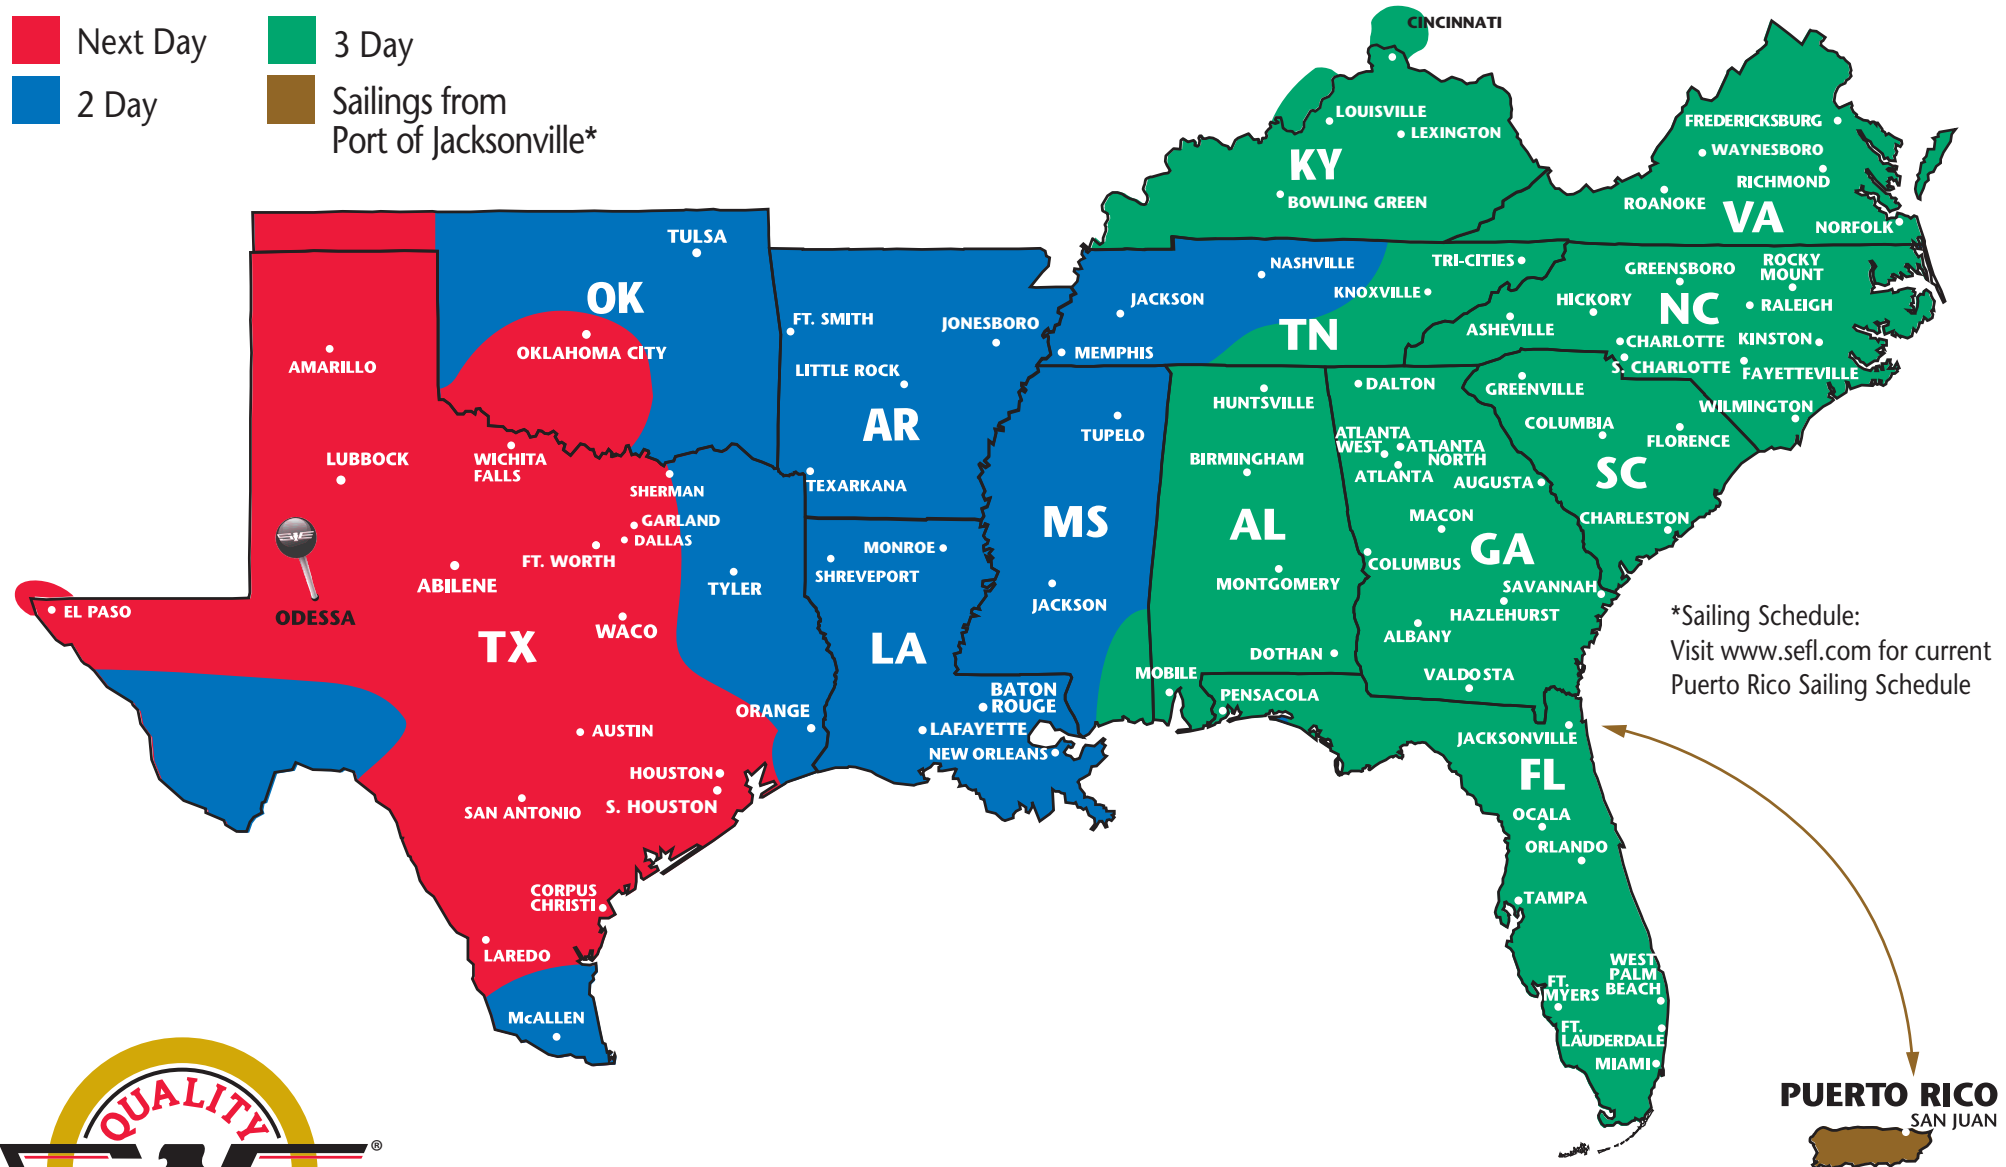 Next Day
2 Day
3 Day
Sailings from
Port of Jacksonville*
CINCINNATI
LOUISVILLE
LEXINGTON
KY
BOWLING GREEN
FREDERICKSBURG
WAYNESBORO
RICHMOND
ROANOKE
VA
NORFOLK
TULSA
OK
OKLAHOMA CITY
AMARILLO
LUBBOCK
WICHITA
FALLS
SHERMAN
GARLAND
DALLAS
FT. WORTH
ABILENE
TYLER
ODESSA
EL PASO
WACO
TX
AUSTIN
ORANGE
HOUSTON
S. HOUSTON
SAN ANTONIO
CORPUS
CHRISTI
LAREDO
McALLEN
FT. SMITH
JONESBORO
LITTLE ROCK
AR
TEXARKANA
MONROE
SHREVEPORT
LA
BATON
ROUGE
LAFAYETTE
NEW ORLEANS
NASHVILLE
JACKSON
MEMPHIS
TRI-CITIES
KNOXVILLE
TN
TUPELO
MS
JACKSON
HUNTSVILLE
BIRMINGHAM
AL
MONTGOMERY
DOTHAN
MOBILE
GREENSBORO
ROCKY
MOUNT
HICKORY
NC
RALEIGH
ASHEVILLE
CHARLOTTE
KINSTON
S. CHARLOTTE
FAYETTEVILLE
WILMINGTON
GREENVILLE
COLUMBIA
FLORENCE
SC
CHARLESTON
DALTON
ATLANTA
WEST
ATLANTA
NORTH
ATLANTA
AUGUSTA
MACON
GA
COLUMBUS
SAVANNAH
HAZLEHURST
ALBANY
VALDOSTA
PENSACOLA
JACKSONVILLE
FL
OCALA
ORLANDO
TAMPA
WEST
PALM
BEACH
FT.
MYERS
FT.
LAUDERDALE
MIAMI
*Sailing Schedule:
Visit www.sefl.com for current
Puerto Rico Sailing Schedule
PUERTO RICO
SAN JUAN
QUALITY
®